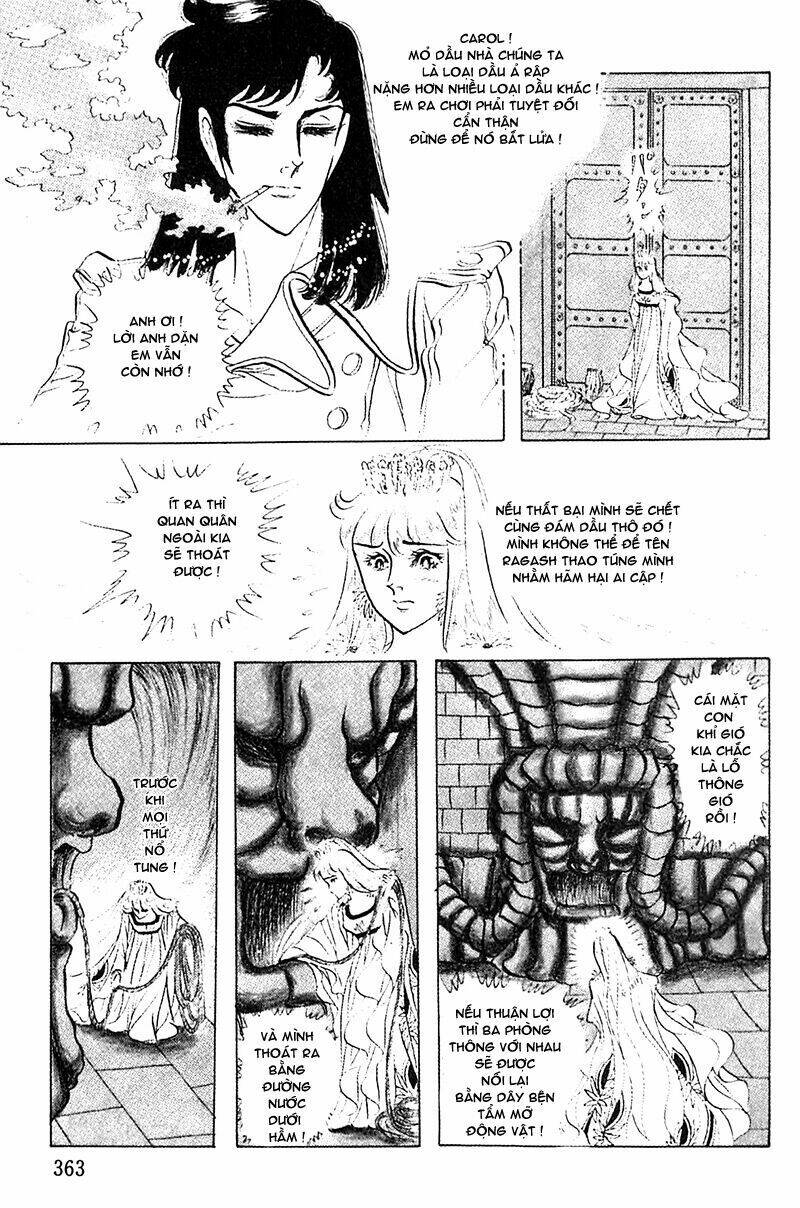 CAROL !
MỎ DẦU NHÀ CHÚNG TA
LÀ LOẠI DẦU Ả RẬP
NẶNG HƠN NHIỀU LOẠI DẦU KHÁC !
EM RA CHƠI PHẢI TUYỆT ĐỐI
CẨN THẬN
ĐỪNG ĐỂ NÓ BẮT LỬA !
ANH ƠI !
LỜI ANH DẶN
EM VẪN
CÒN NHỚ !
ÍT RA THÌ
QUAN QUÂN
NGOÀI KIA
SẼ THOÁT
ĐƯỢC !
NẾU THẤT BẠI MÌNH SẼ CHẾT
CÙNG ĐÁM DẦU THÔ ĐÓ !
MÌNH KHÔNG THỂ ĐỂ TÊN
RAGASH THAO TÚNG MÌNH
NHẰM HÃM HẠI AI CẬP !
TRƯỚC
KHI
MỌI
THỨ
NỔ
TUNG !
VÀ MÌNH
THOÁT RA
BẰNG
ĐƯỜNG
NƯỚC
DƯỚI
HẦM !
CÁI MẶT
CON
KHỈ GIÓ
KIA CHẮC
LÀ LỖ
THÔNG
GIÓ
RỒI !
NẾU THUẬN LỢI
THÌ BA PHÒNG
THÔNG VỚI NHAU
SẼ ĐƯỢC
NỐI LẠI
BẰNG DÂY BỆN
TẨM MỠ
ĐỘNG VẬT !
363